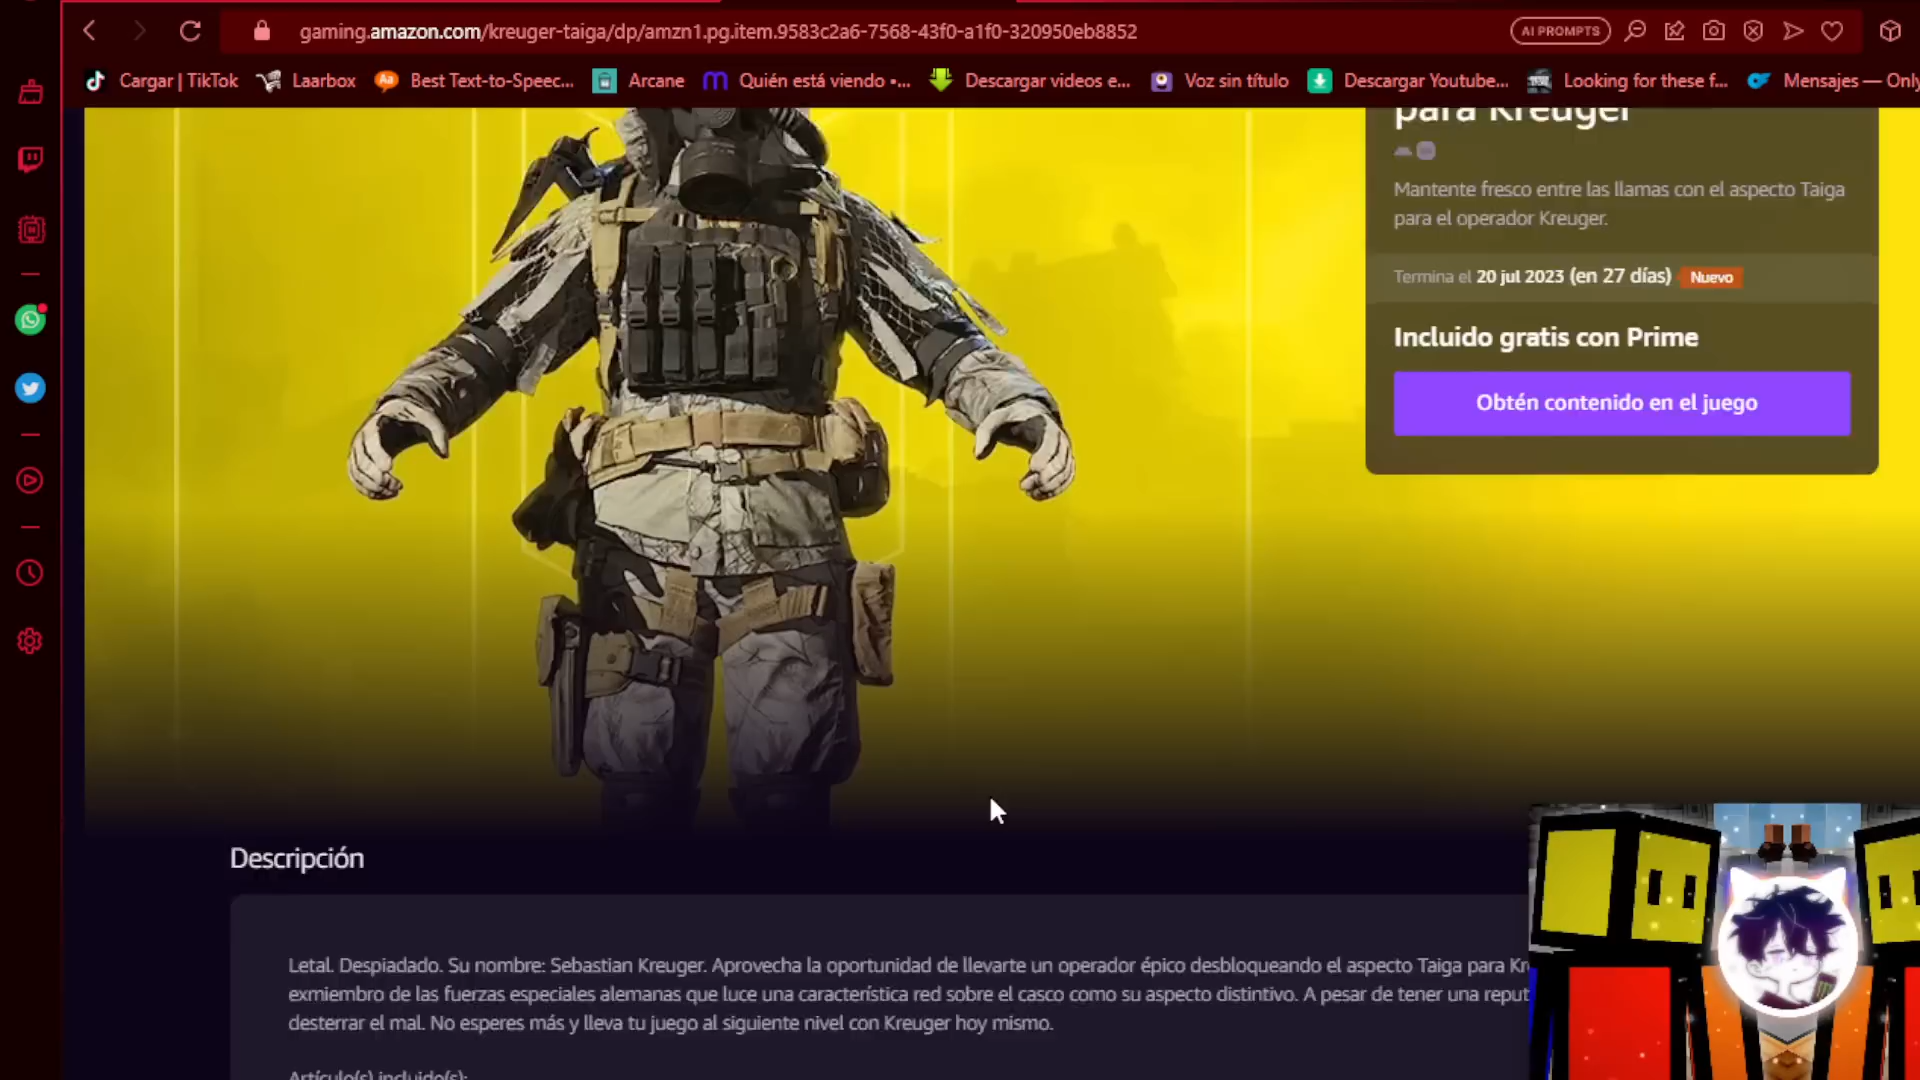 gaming.amazon.com/kreuger-taiga/dp/amzn1.pg.item.9583c2a6-7568-43f0-a1f0-320950eb8852
AI PROMPTS
Cargar | TikTok
Laarbox
Aa
Best Text-to-Speec...
Arcane
Quién está viendo •...
Descargar videos e...
Voz sin título
Descargar Youtube...
Looking for these f...
Mensajes — Only
para Kreuger
Mantente fresco entre las llamas con el aspecto Taiga
para el operador Kreuger.
Termina el 20 jul 2023 (en 27 días) Nuevo
Incluido gratis con Prime
Obtén contenido en el juego
Descripción
Letal. Despiadado. Su nombre: Sebastian Kreuger. Aprovecha la oportunidad de llevarte un operador épico desbloqueando el aspecto Taiga para Kr
exmiembro de las fuerzas especiales alemanas que luce una característica red sobre el casco como su aspecto distintivo. A pesar de tener una reput
desterrar el mal. No esperes más y lleva tu juego al siguiente nivel con Kreuger hoy mismo.
Artículo(s) incluido(s):